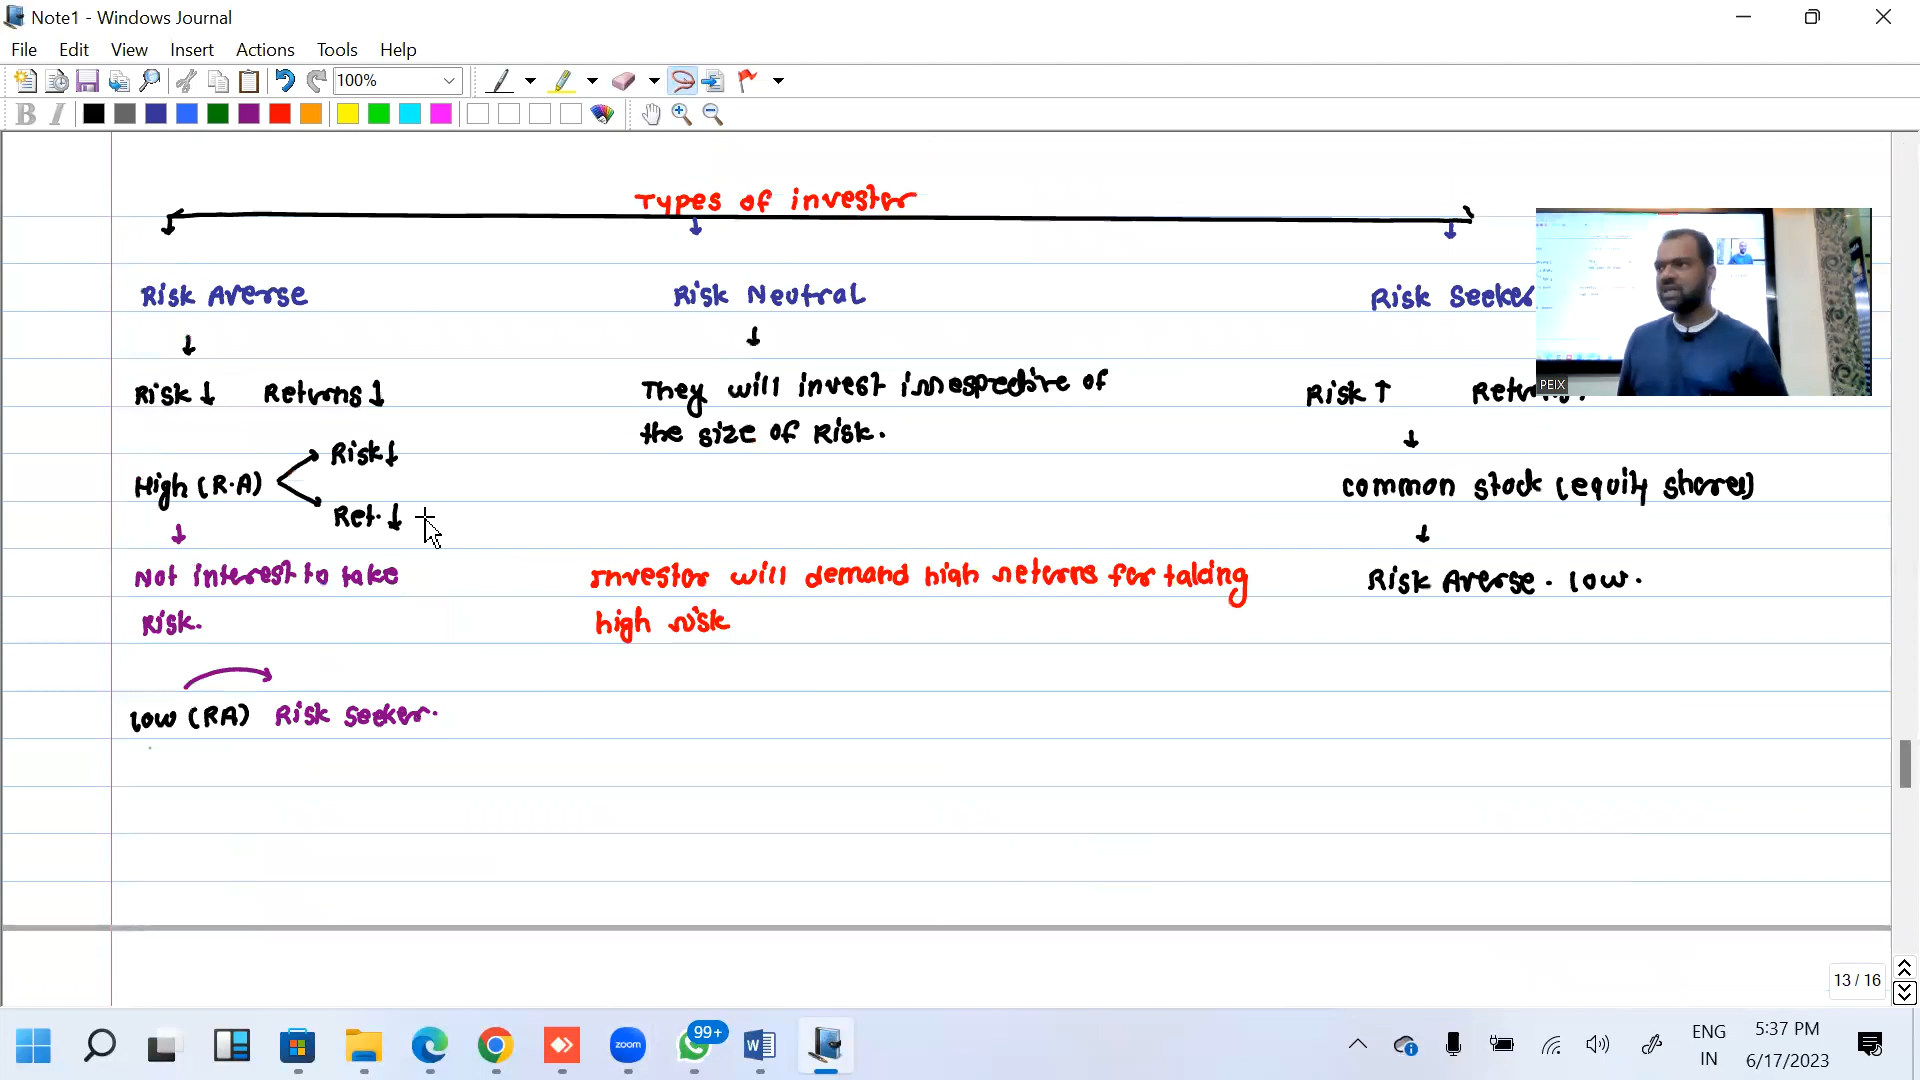 Note1 - Windows Journal
File Edit View Insert Actions Tools Help
100%
B I
Types of investor
Risk Averse Risk Neutral Risk Seeker
Risk ↓ Returns ↓ They will invest irrespective of Risk ↑
the size of Risk.
High (R.A) Risk ↓
Ret. ↓
common stock (equity shares)
Not interest to take
Risk.
Investor will demand high returns for taking
high risk
Risk Averse . low.
low (RA) Risk seeker.
PEIX
13 / 16
zoom
99+
ENG
IN
5:37 PM
6/17/2023